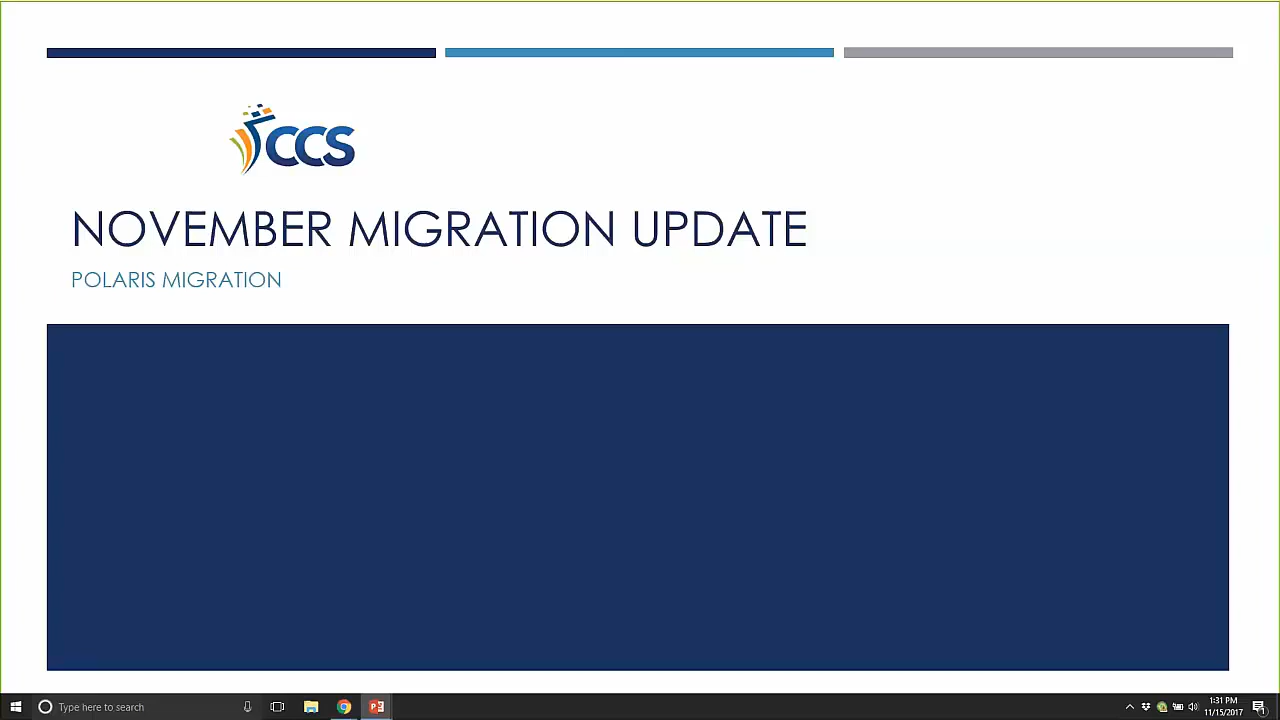 CCS
NOVEMBER MIGRATION UPDATE
POLARIS MIGRATION
Type here to search
1:31 PM
11/15/2017